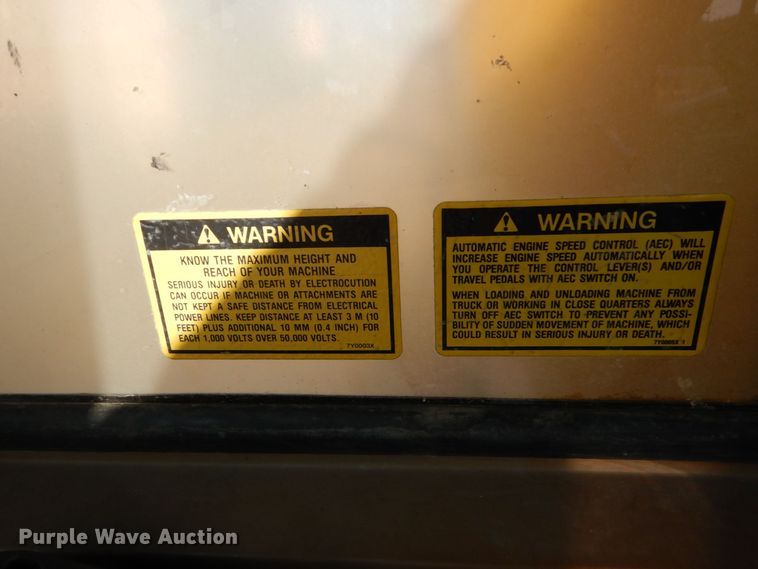 WARNING
KNOW THE MAXIMUM HEIGHT AND
REACH OF YOUR MACHINE
SERIOUS INJURY OR DEATH BY ELECTROCUTION
CAN OCCUR IF MACHINE OR ATTACHMENTS ARE
NOT KEPT A SAFE DISTANCE FROM ELECTRICAL
POWER LINES. KEEP DISTANCE AT LEAST 3 M (10
FEET) PLUS ADDITIONAL 10 MM (0.4 INCH) FOR
EACH 1,000 VOLTS OVER 50,000 VOLTS.
7Y0003X
WARNING
AUTOMATIC ENGINE SPEED CONTROL (AEC) WILL
INCREASE ENGINE SPEED AUTOMATICALLY WHEN
YOU OPERATE THE CONTROL LEVER(S) AND/OR
TRAVEL PEDALS WITH AEC SWITCH ON.
WHEN LOADING AND UNLOADING MACHINE FROM
TRUCK OR WORKING IN CLOSE QUARTERS ALWAYS
TURN OFF AEC SWITCH TO PREVENT ANY POSSI-
BILITY OF SUDDEN MOVEMENT OF MACHINE, WHICH
COULD RESULT IN SERIOUS INJURY OR DEATH.
Purple Wave Auction